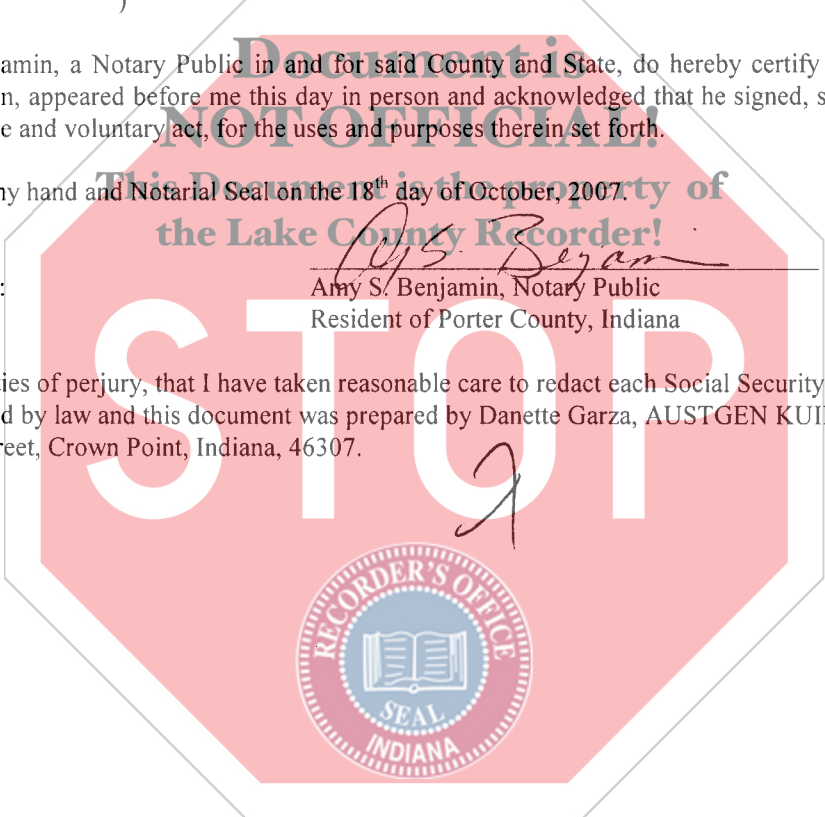 )
Document is
amin, a Notary Public in and for said County and State, do hereby certify
n, appeared before me this day in person and acknowledged that he signed, s
NOT OFFICIAL!
e and voluntary act, for the uses and purposes therein set forth.
This Document is the property of
ny hand and Notarial Seal on the 18th day of October, 2007.
the Lake County Recorder!
Amy S. Benjamin
:
Amy S. Benjamin, Notary Public
Resident of Porter County, Indiana
STOP
ies of perjury, that I have taken reasonable care to redact each Social Security
d by law and this document was prepared by Danette Garza, AUSTGEN KUI
reet, Crown Point, Indiana, 46307.
RECORDER'S OFFICE
SEAL
INDIANA